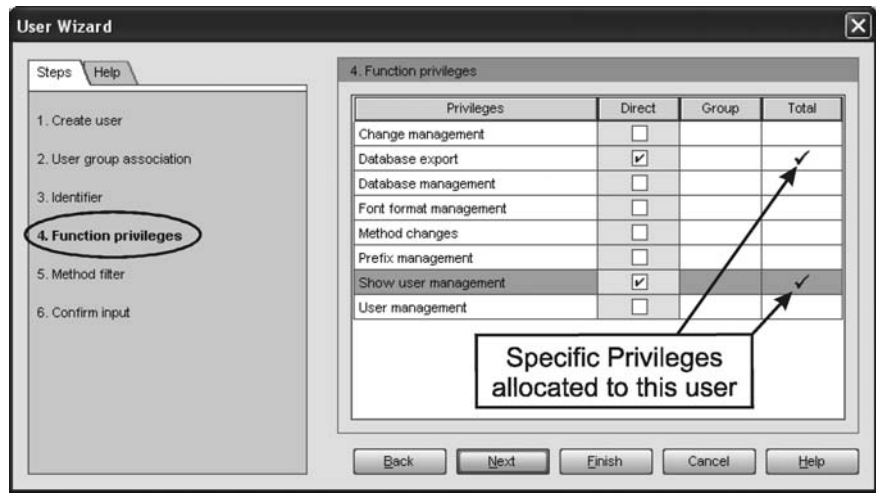 User Wizard
Steps Help
1. Create user
2. User group association
3. Identifier
4. Function privileges
5. Method filter
6. Confirm input
4. Function privileges
Privileges Direct Group Total
Change management
Database export
Database management
Font format management
Method changes
Prefix management
Show user management
User management
Specific Privileges
allocated to this user
Back Next Finish Cancel Help